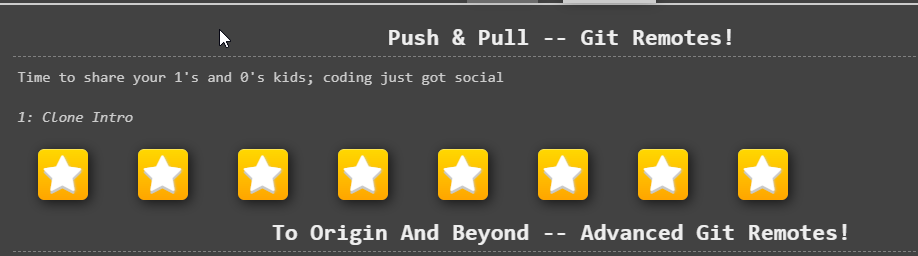 Push & Pull -- Git Remotes!
Time to share your 1's and 0's kids; coding just got social
1: Clone Intro
To Origin And Beyond -- Advanced Git Remotes!